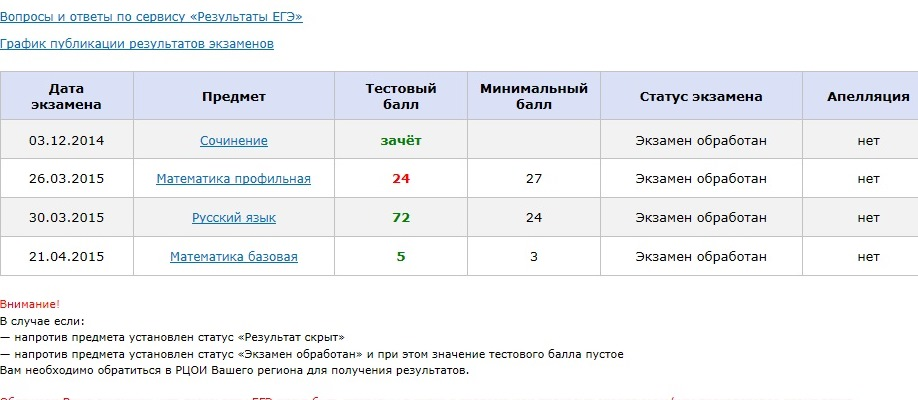 Вопросы и ответы по сервису «Результаты ЕГЭ»
График публикации результатов экзаменов
Дата экзамена Предмет Тестовый балл Минимальный балл Статус экзамена Апелляция
03.12.2014 Сочинение зачёт Экзамен обработан нет
26.03.2015 Математика профильная 24 27 Экзамен обработан нет
30.03.2015 Русский язык 72 24 Экзамен обработан нет
21.04.2015 Математика базовая 5 3 Экзамен обработан нет
Внимание!
В случае если:
— напротив предмета установлен статус «Результат скрыт»
— напротив предмета установлен статус «Экзамен обработан» и при этом значение тестового балла пустое
Вам необходимо обратиться в РЦОИ Вашего региона для получения результатов.